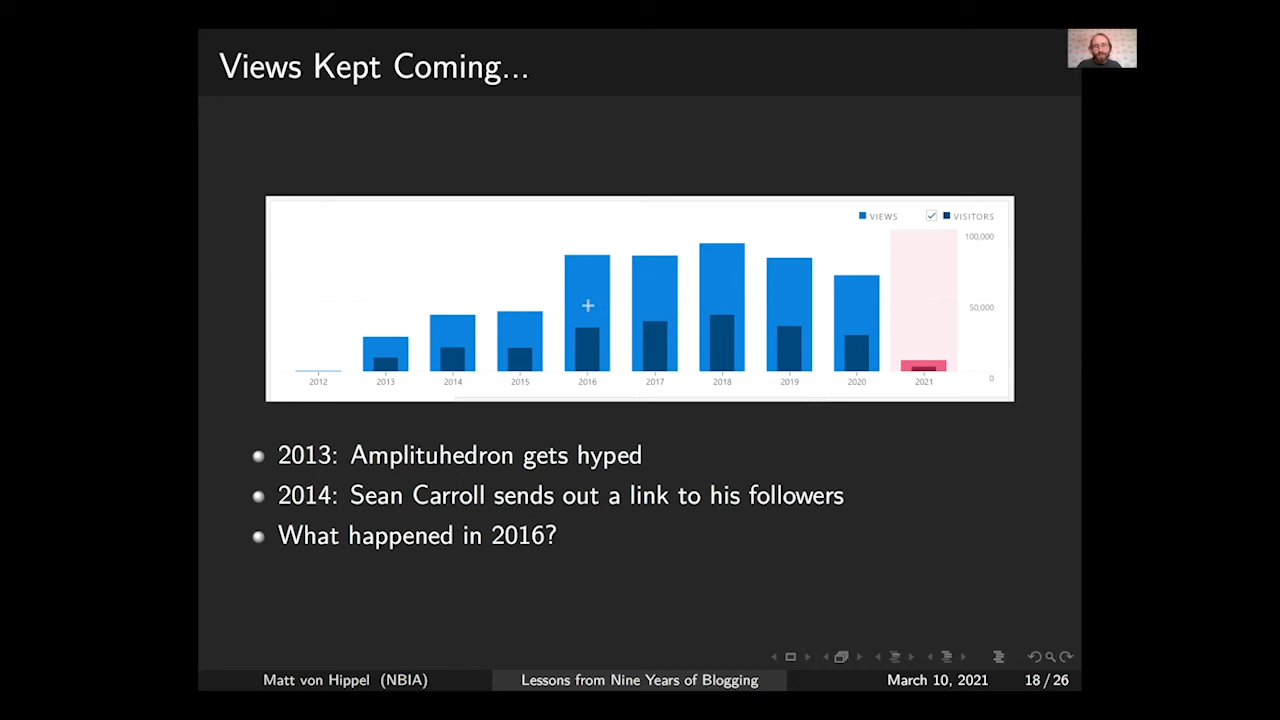 Views Kept Coming...
VIEWS VISITORS
100,000
50,000
0
2012 2013 2014 2015 2016 2017 2018 2019 2020 2021
2013: Amplituhedron gets hyped
2014: Sean Carroll sends out a link to his followers
What happened in 2016?
Matt von Hippel (NBIA) Lessons from Nine Years of Blogging March 10, 2021 18 / 26